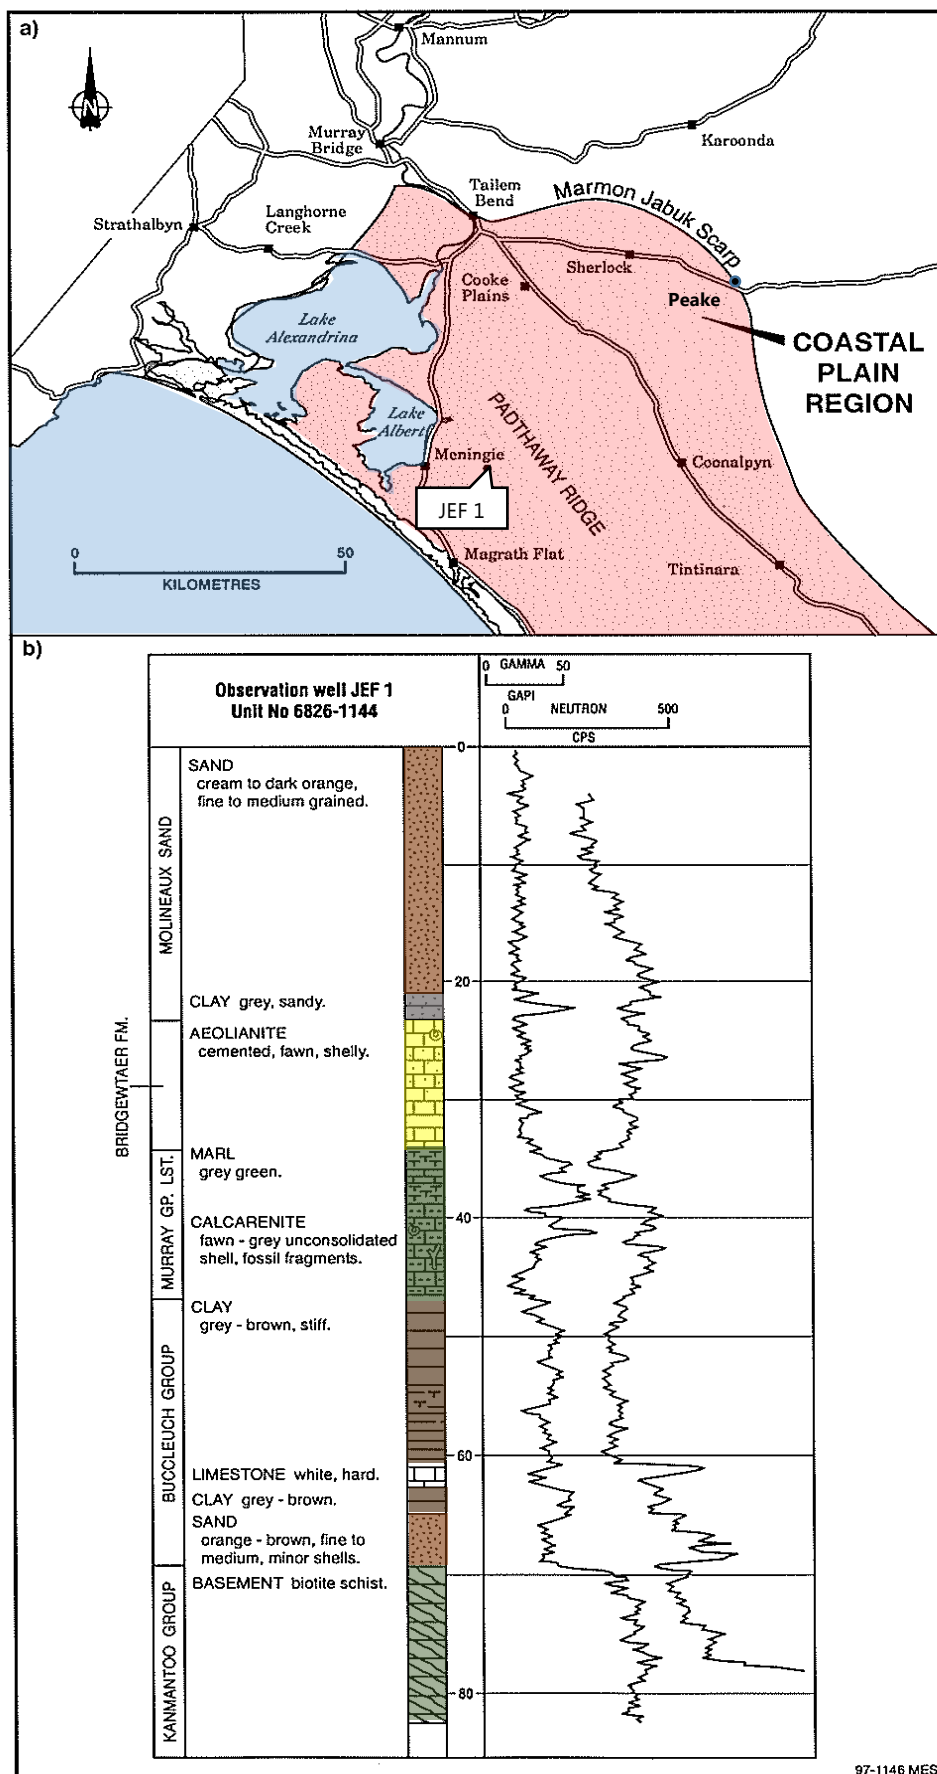 a)
N
Mannum
Murray
Bridge
Karoonda
Tailem
Bend
Marmon Jabuk Scarp
Strathalbyn
Langhorne
Creek
Sherlock
Cooke
Plains
Peake
Lake
Alexandrina
COASTAL
PLAIN
REGION
Lake
Albert
PADTHAWAY RIDGE
Meningie
Coonalpyn
JEF 1
0 50
KILOMETRES
Magrath Flat
Tintinara
b)
Observation well JEF 1
Unit No 6826-1144
0 GAMMA 50
GAPI
0 NEUTRON 500
CPS
0
MOLINEAUX SAND
SAND
cream to dark orange,
fine to medium grained.
20
CLAY grey, sandy.
BRIDGEWTAER FM.
AEOLIANITE
cemented, fawn, shelly.
MURRAY GP. LST.
MARL
grey green.
40
CALCARENITE
fawn - grey unconsolidated
shell, fossil fragments.
BUCCLEUCH GROUP
CLAY
grey - brown, stiff.
60
LIMESTONE white, hard.
CLAY grey - brown.
SAND
orange - brown, fine to
medium, minor shells.
KANMANTOO GROUP
BASEMENT biotite schist.
80
97-1146 MES